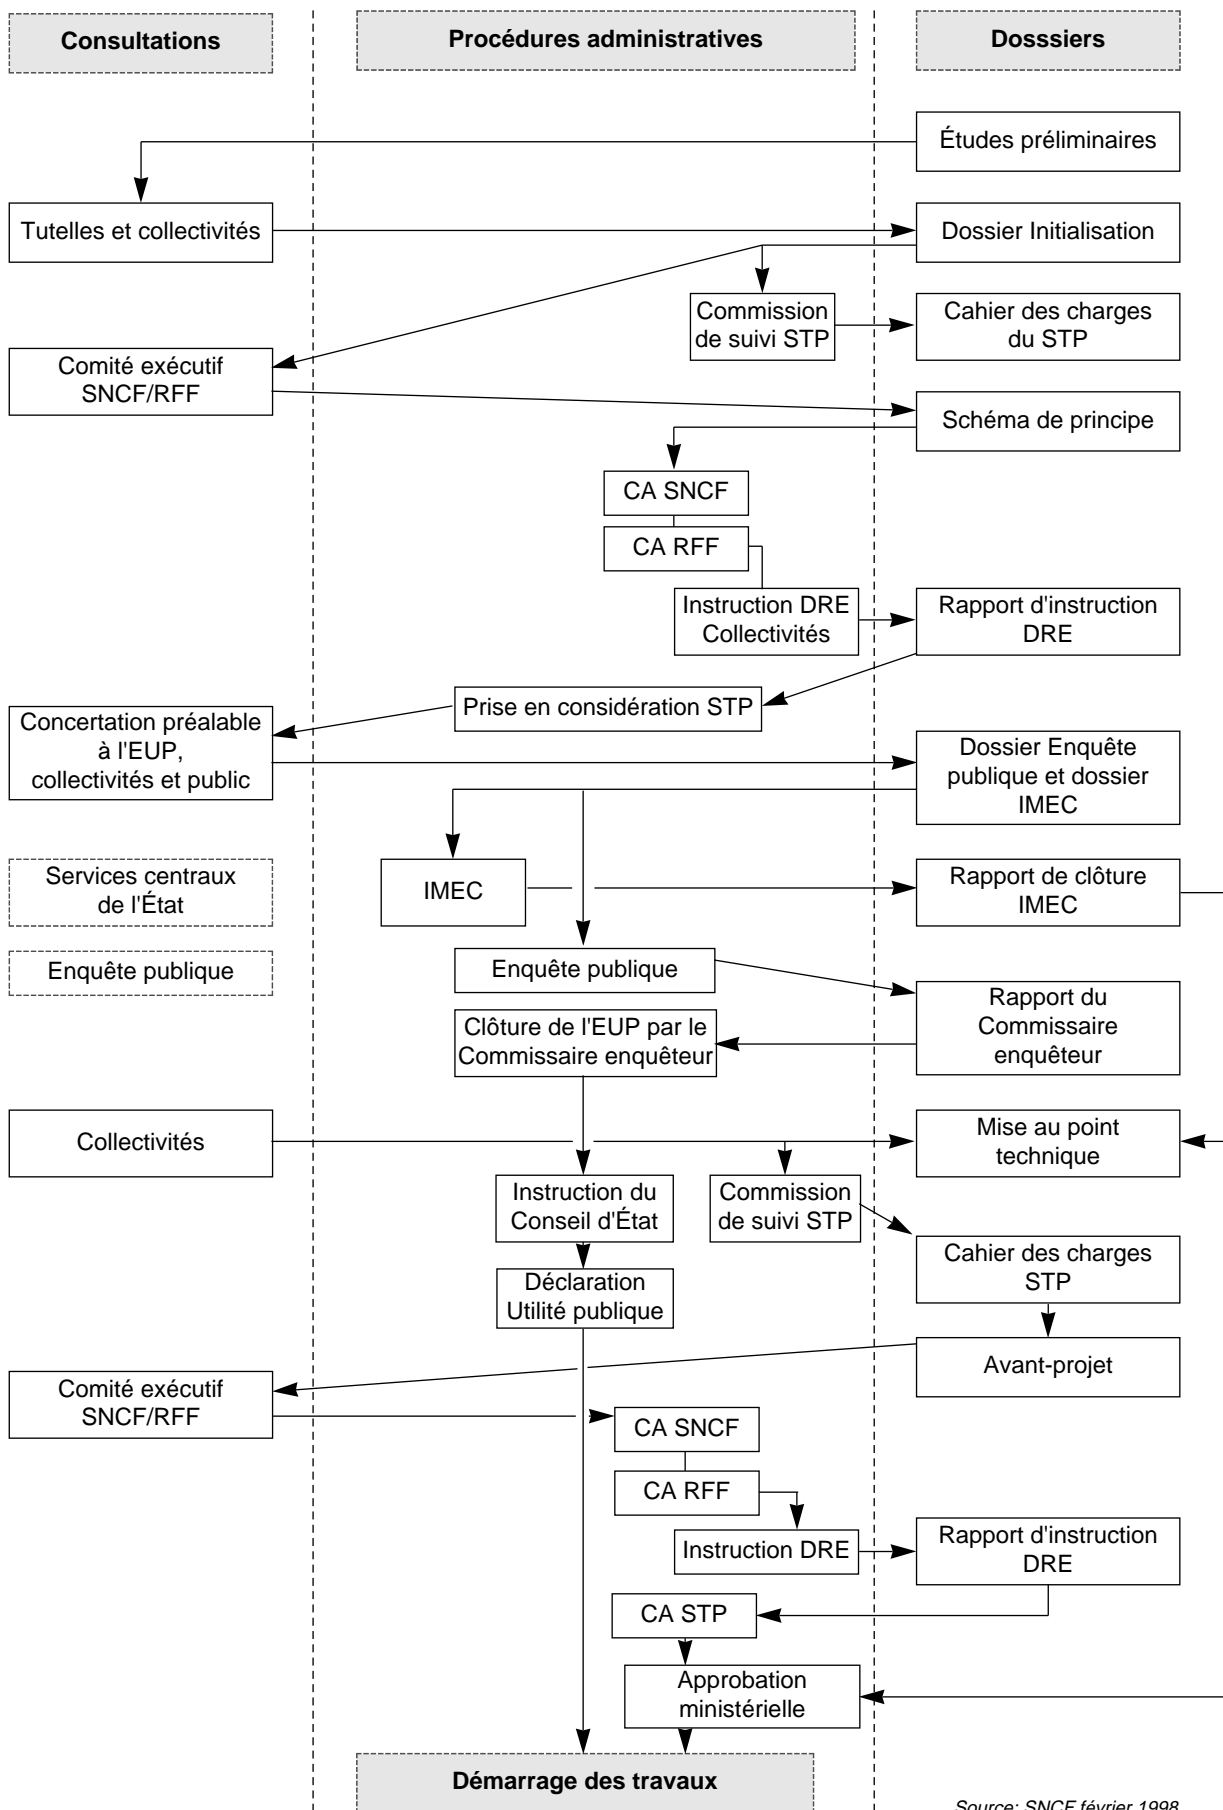 Consultations
Procédures administratives
Dosssiers
Études préliminaires
Tutelles et collectivités
Dossier Initialisation
Commission
de suivi STP
Cahier des charges
du STP
Comité exécutif
SNCF/RFF
Schéma de principe
CA SNCF
CA RFF
Instruction DRE
Collectivités
Rapport d'instruction
DRE
Prise en considération STP
Concertation préalable
à l'EUP,
collectivités et public
Dossier Enquête
publique et dossier
IMEC
Services centraux
de l'État
IMEC
Rapport de clôture
IMEC
Enquête publique
Enquête publique
Rapport du
Commissaire
enquêteur
Clôture de l'EUP par le
Commissaire enquêteur
Collectivités
Mise au point
technique
Instruction du
Conseil d'État
Commission
de suivi STP
Cahier des charges
STP
Déclaration
Utilité publique
Avant-projet
Comité exécutif
SNCF/RFF
CA SNCF
CA RFF
Instruction DRE
Rapport d'instruction
DRE
CA STP
Approbation
ministérielle
Démarrage des travaux
Source: SNCF février 1998